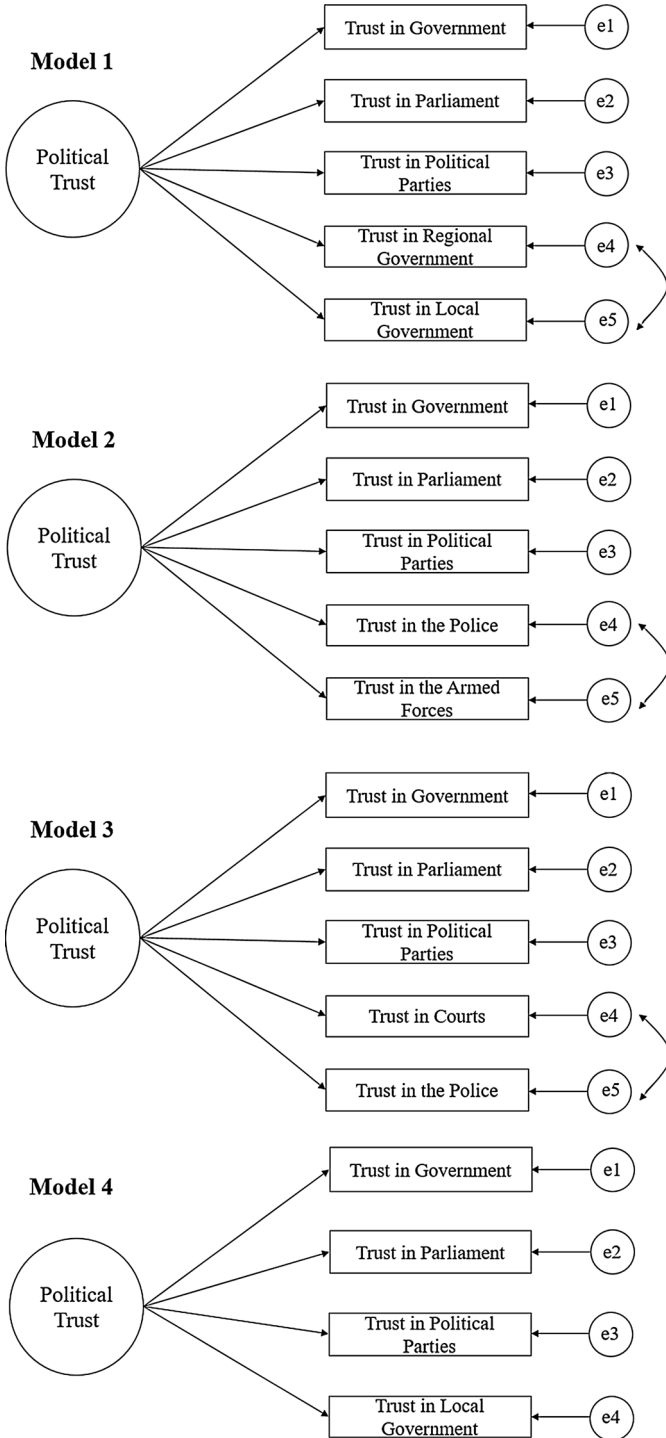 Trust in Government
e1
Model 1
Trust in Parliament
e2
Political
Trust
Trust in Political
Parties
e3
Trust in Regional
Government
e4
Trust in Local
Government
e5
Trust in Government
e1
Model 2
Trust in Parliament
e2
Political
Trust
Trust in Political
Parties
e3
Trust in the Police
e4
Trust in the Armed
Forces
e5
Trust in Government
e1
Model 3
Trust in Parliament
e2
Political
Trust
Trust in Political
Parties
e3
Trust in Courts
e4
Trust in the Police
e5
Trust in Government
e1
Model 4
Trust in Parliament
e2
Political
Trust
Trust in Political
Parties
e3
Trust in Local
Government
e4